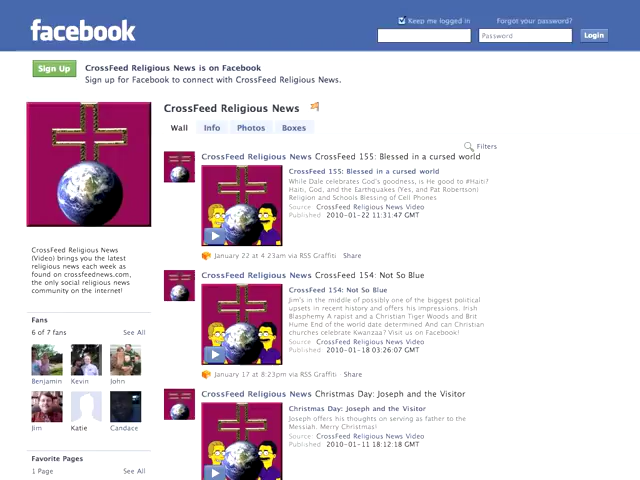 facebook
Keep me logged in
Forgot your password?
Password
Login
Sign Up
CrossFeed Religious News is on Facebook
Sign up for Facebook to connect with CrossFeed Religious News.
CrossFeed Religious News
Wall Info Photos Boxes
Filters
CrossFeed Religious News CrossFeed 155: Blessed in a cursed world
CrossFeed 155: Blessed in a cursed world
While Dale celebrates God's goodness, is He good to #Haiti?
Haiti, God, and the Earthquakes (Yes, and Pat Robertson)
Religion and Schools Blessing of Cell Phones
Source CrossFeed Religious News Video
Published 2010-01-22 11:31:47 GMT
January 22 at 4:23am via RSS Graffiti Share
CrossFeed Religious News CrossFeed 154: Not So Blue
CrossFeed 154: Not So Blue
Jim's in the middle of possibly one of the biggest political
upsets in recent history and offers his impressions. Irish
Blasphemy A rapist and a Christian Tiger Woods and Brit
Hume End of the world date determined And can Christian
churches celebrate Kwanzaa? Visit us on Facebook!
Source CrossFeed Religious News Video
Published 2010-01-18 03:26:07 GMT
January 17 at 8:23pm via RSS Graffiti Share
CrossFeed Religious News Christmas Day: Joseph and the Visitor
Christmas Day: Joseph and the Visitor
Joseph offers his thoughts on serving as father to the
Messiah. Merry Christmas!
Source CrossFeed Religious News Video
Published 2010-01-11 18:12:18 GMT
CrossFeed Religious News
(Video) brings you the latest
religious news each week as
found on crossfeednews.com,
the only social religious news
community on the internet!
Fans
6 of 7 fans See All
Benjamin Kevin John
Jim Katie Candace
Favorite Pages
1 Page See All